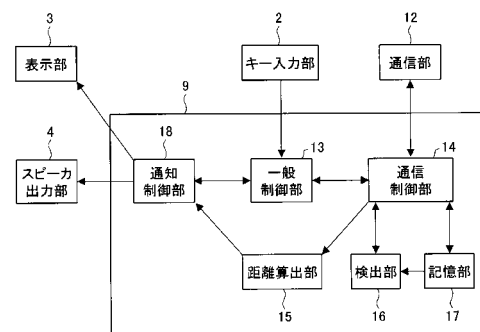 3
2
12
表示部
キー入力部
通信部
9
4
18
13
14
スピーカ
出力部
通知
制御部
一般
制御部
通信
制御部
距離算出部
検出部
記憶部
15
16
17